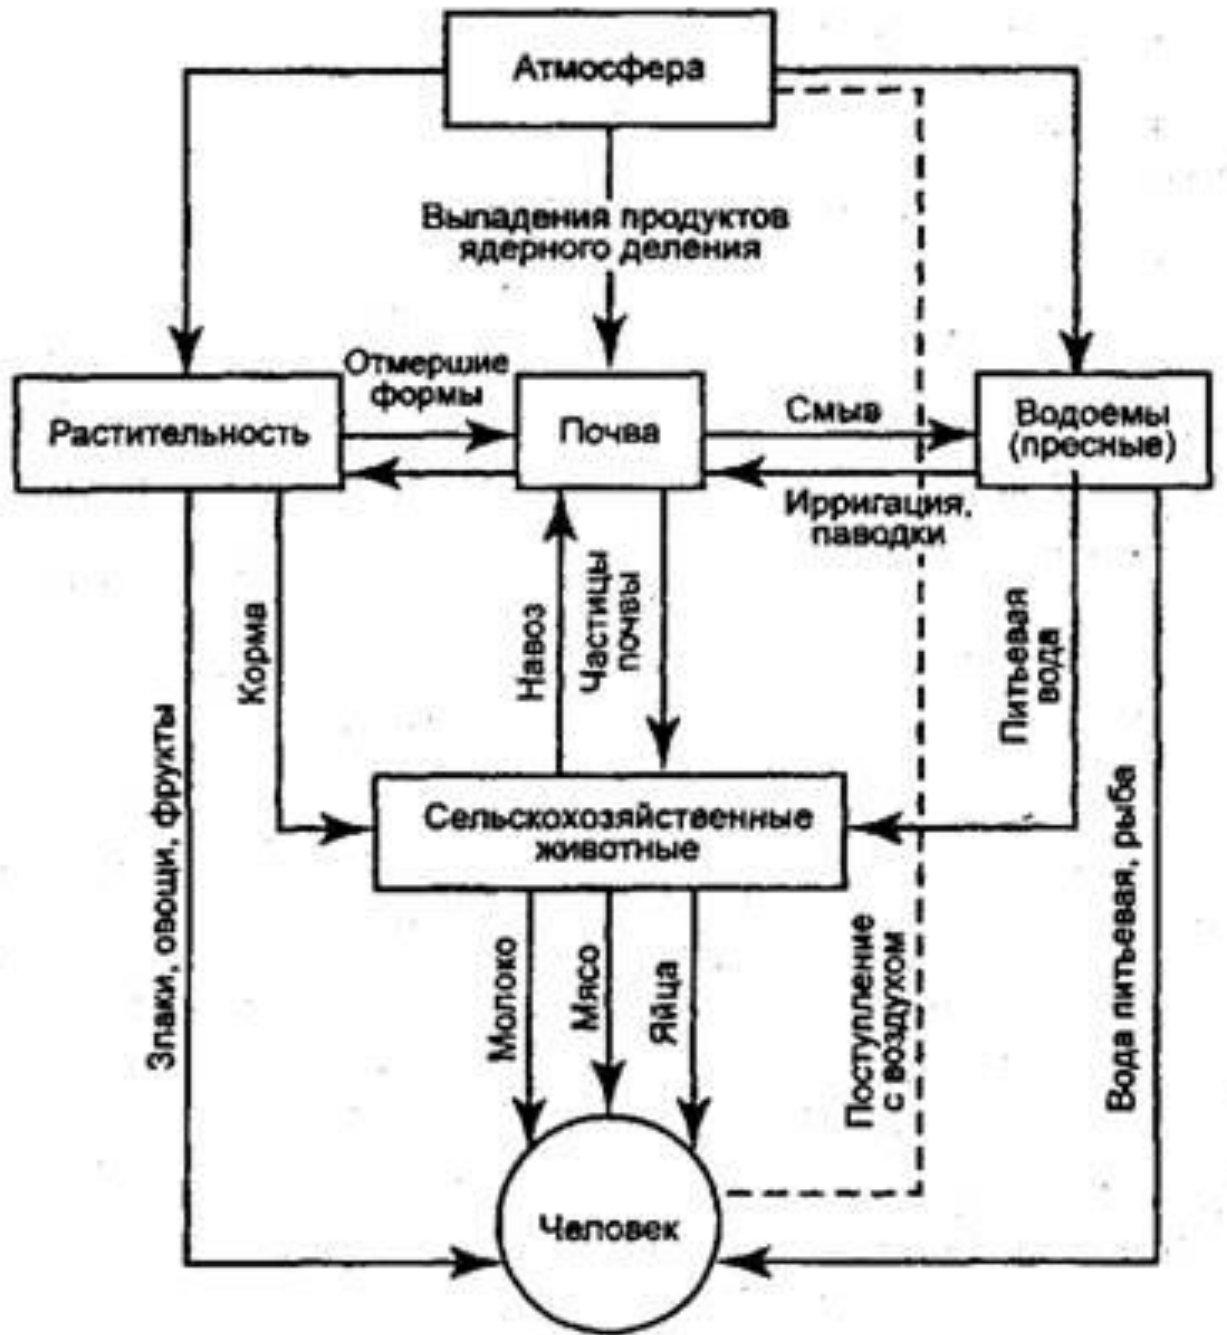 Атмосфера
Выпадения продуктов
ядерного деления
Отмершие
формы
Растительность
Почва
Смыв
Водоемы
(пресные)
Ирригация,
паводки
Корма
Навоз
Частицы
почвы
Питьевая
вода
Злаки, овощи, фрукты
Сельскохозяйственные
животные
Вода питьевая, рыба
Молоко
Мясо
Яйца
Поступление
с воздухом
Человек